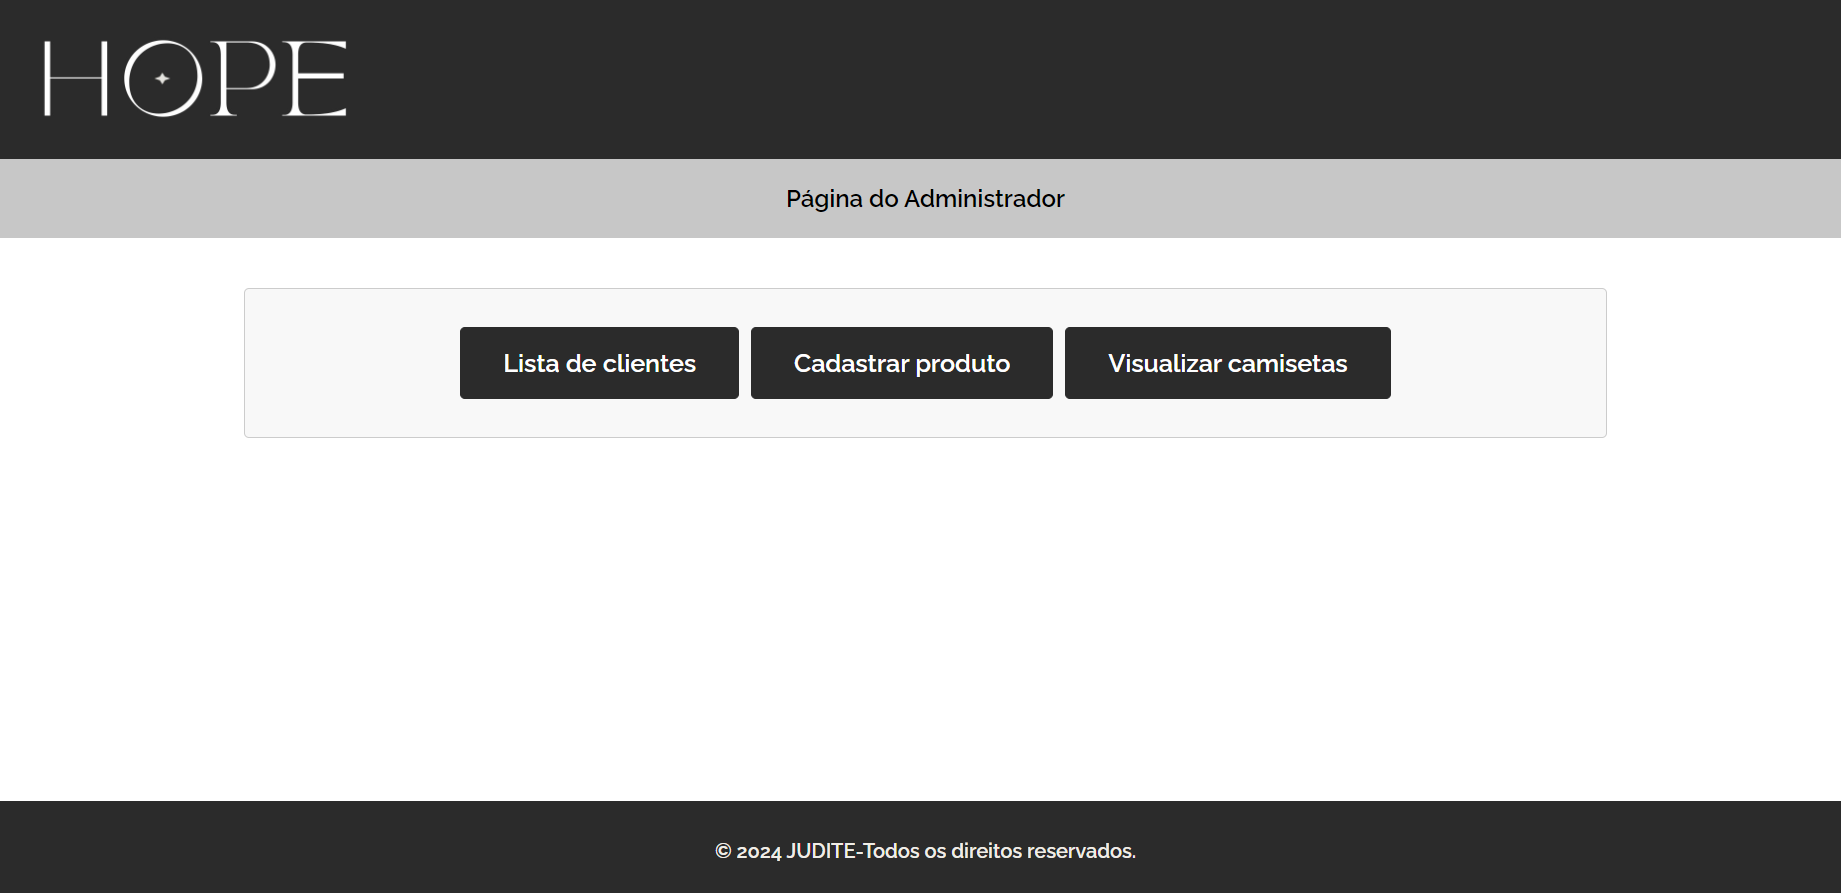 HOPE
Página do Administrador
Lista de clientes
Cadastrar produto
Visualizar camisetas
© 2024 JUDITE-Todos os direitos reservados.